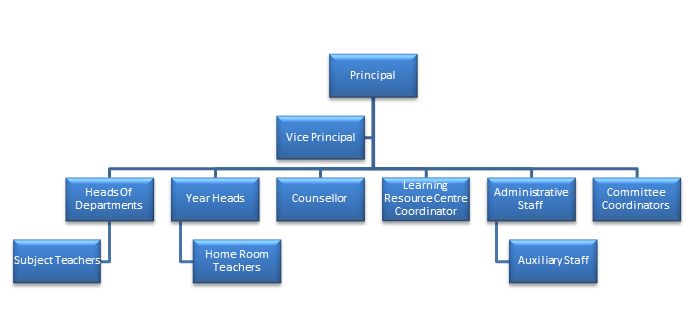 Principal
Vice Principal
Heads Of
Departments
Year Heads
Counsellor
Learning
Resource Centre
Coordinator
Administrative
Staff
Committee
Coordinators
Subject Teachers
Home Room
Teachers
Auxiliary Staff